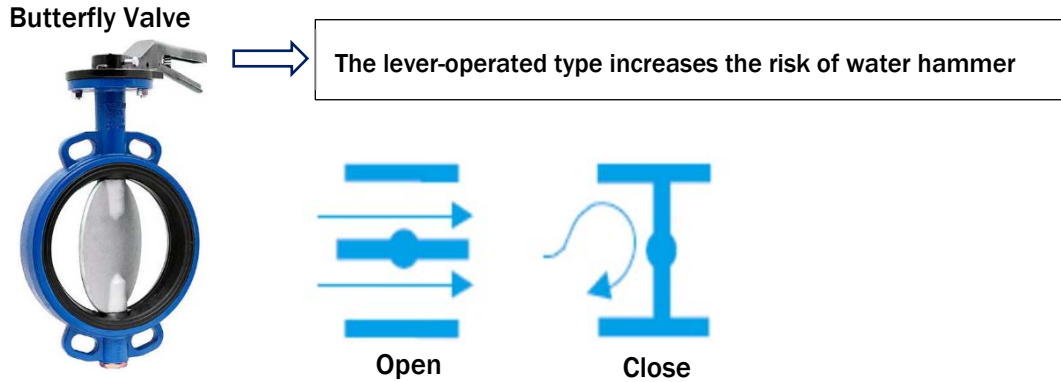 Butterfly Valve
The lever-operated type increases the risk of water hammer
Open
Close